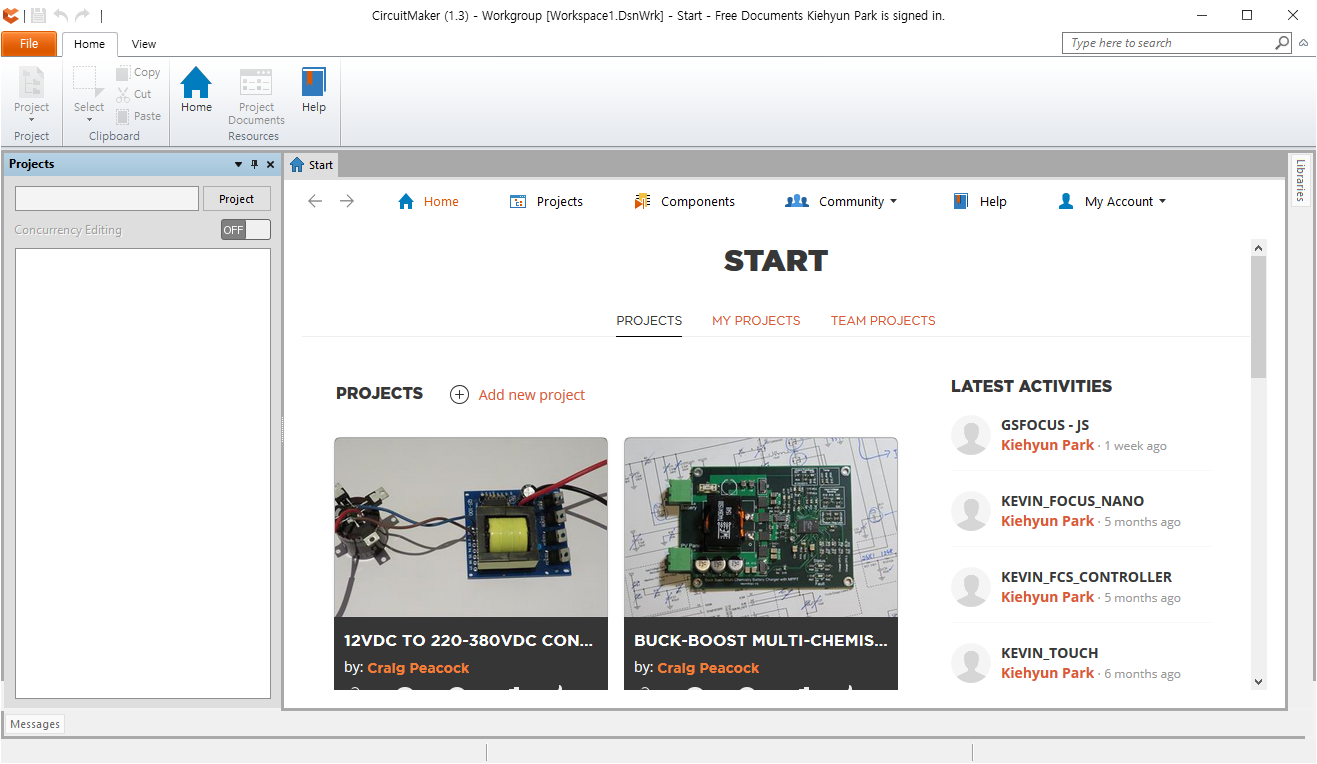 CircuitMaker (1.3) - Workgroup [Workspace1.DsnWrk] - Start - Free Documents Kiehyun Park is signed in.
File
Home
View
Type here to search
Project
Select
Copy
Cut
Paste
Home
Project
Documents
Help
Project
Clipboard
Resources
Projects
Start
Libraries
Project
Concurrency Editing
OFF
Home
Projects
Components
Community
Help
My Account
START
PROJECTS
MY PROJECTS
TEAM PROJECTS
PROJECTS
Add new project
12VDC TO 220-380VDC CON...
by: Craig Peacock
BUCK-BOOST MULTI-CHEMIS...
by: Craig Peacock
LATEST ACTIVITIES
GSFOCUS - JS
Kiehyun Park · 1 week ago
KEVIN_FOCUS_NANO
Kiehyun Park · 5 months ago
KEVIN_FCS_CONTROLLER
Kiehyun Park · 5 months ago
KEVIN_TOUCH
Kiehyun Park · 6 months ago
Messages